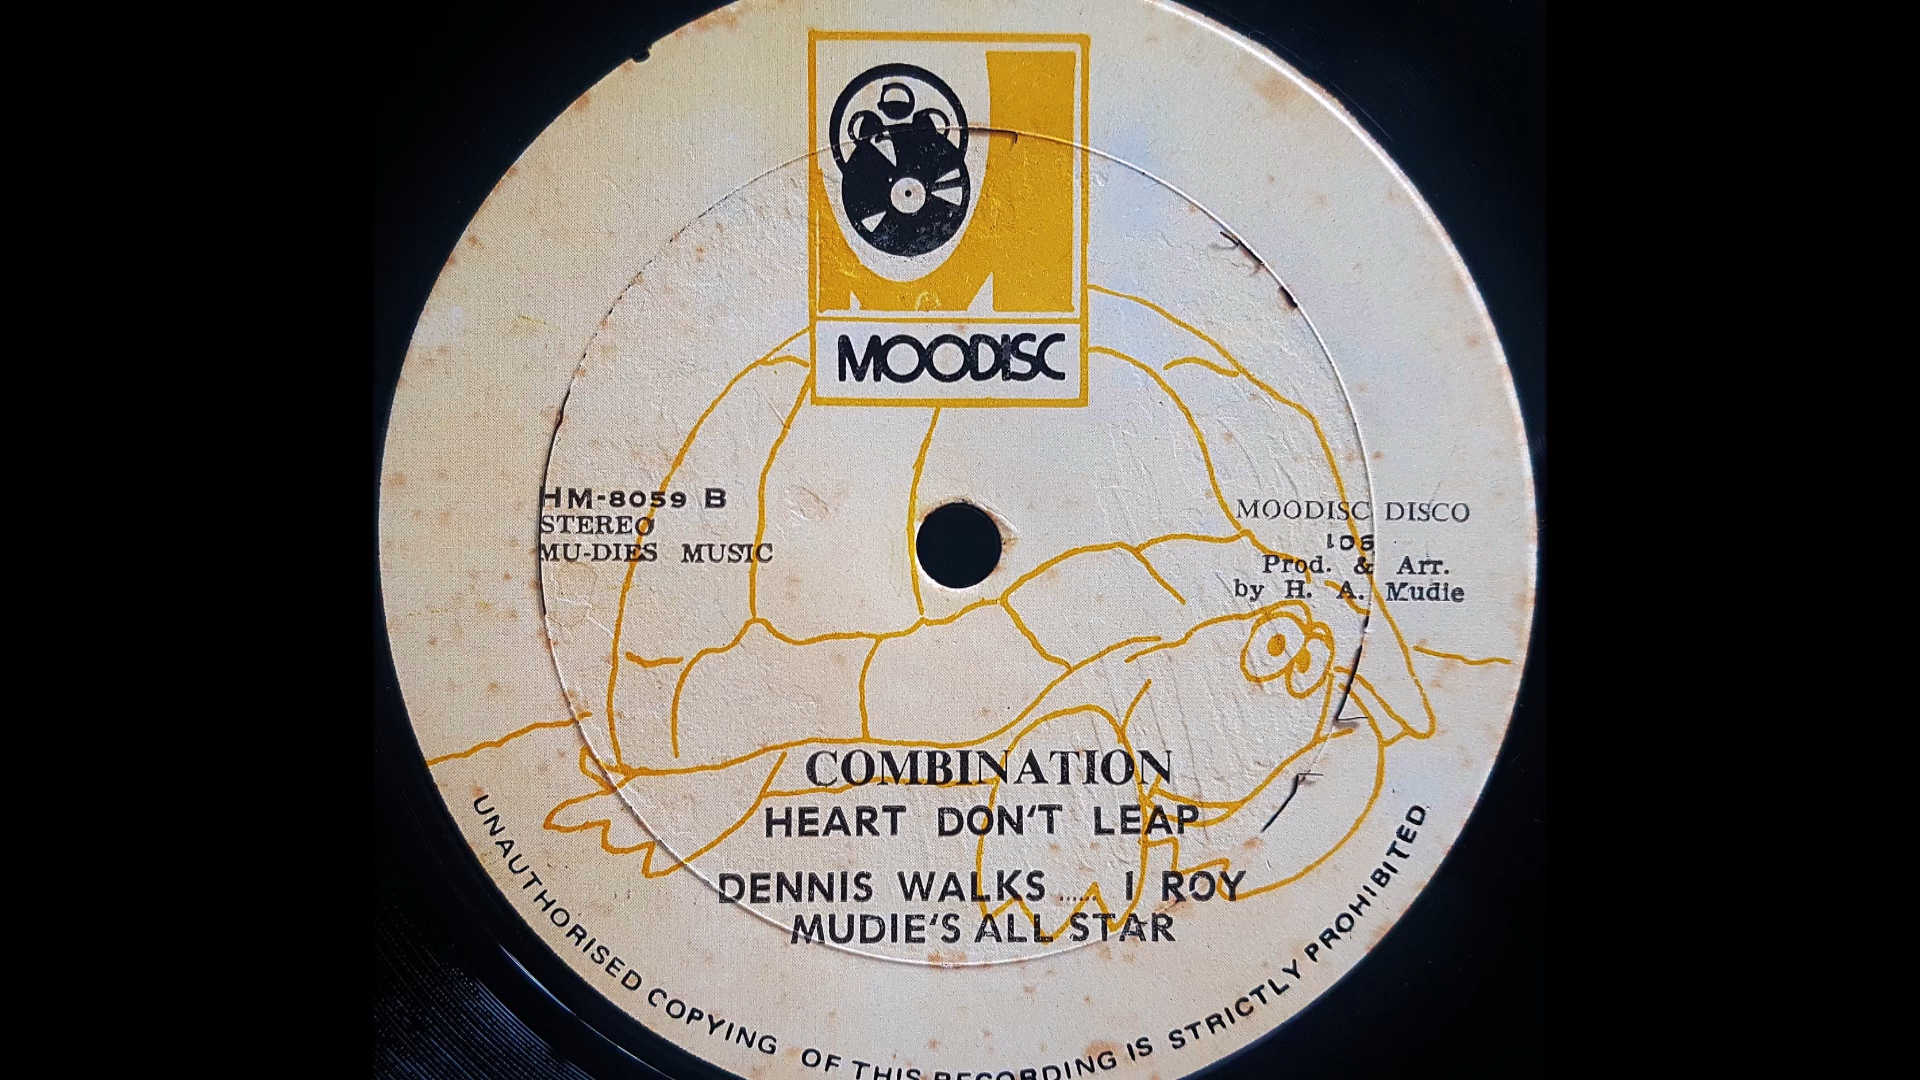 MOODISC
HM-8059 B
STEREO
MU-DIES MUSIC
MOODISC DISCO
106
Prod. & Arr.
by H. A. Mudie
COMBINATION
HEART DON'T LEAP
DENNIS WALKS ...... I ROY
MUDIE'S ALL STAR
UNAUTHORISED COPYING OF THIS RECORDING IS STRICTLY PROHIBITED.